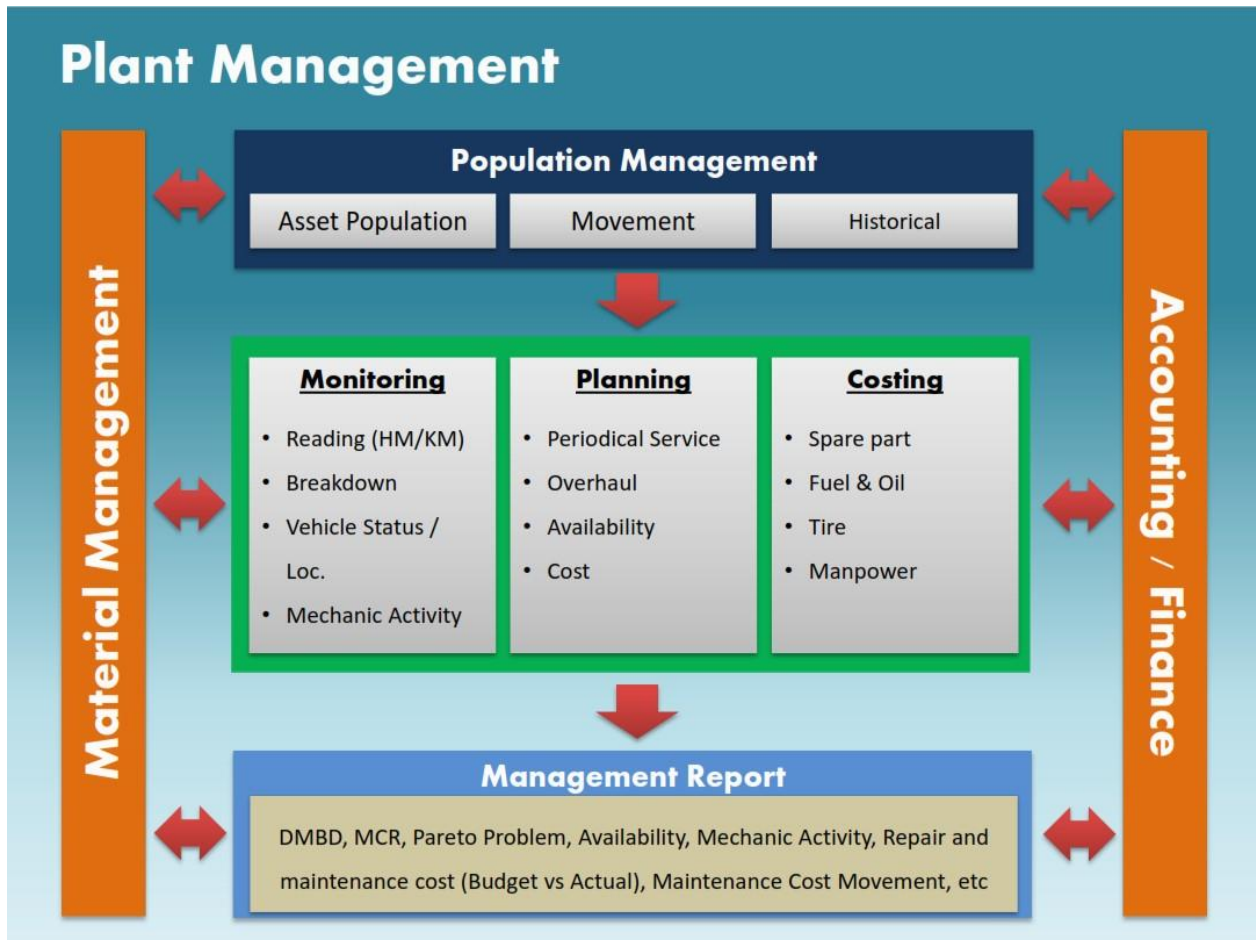 Plant Management
Material Management
Population Management
Asset Population
Movement
Historical
Monitoring
• Reading (HM/KM)
• Breakdown
• Vehicle Status /
Loc.
• Mechanic Activity
Planning
• Periodical Service
• Overhaul
• Availability
• Cost
Costing
• Spare part
• Fuel & Oil
• Tire
• Manpower
Management Report
DMBD, MCR, Pareto Problem, Availability, Mechanic Activity, Repair and
maintenance cost (Budget vs Actual), Maintenance Cost Movement, etc
Accounting / Finance